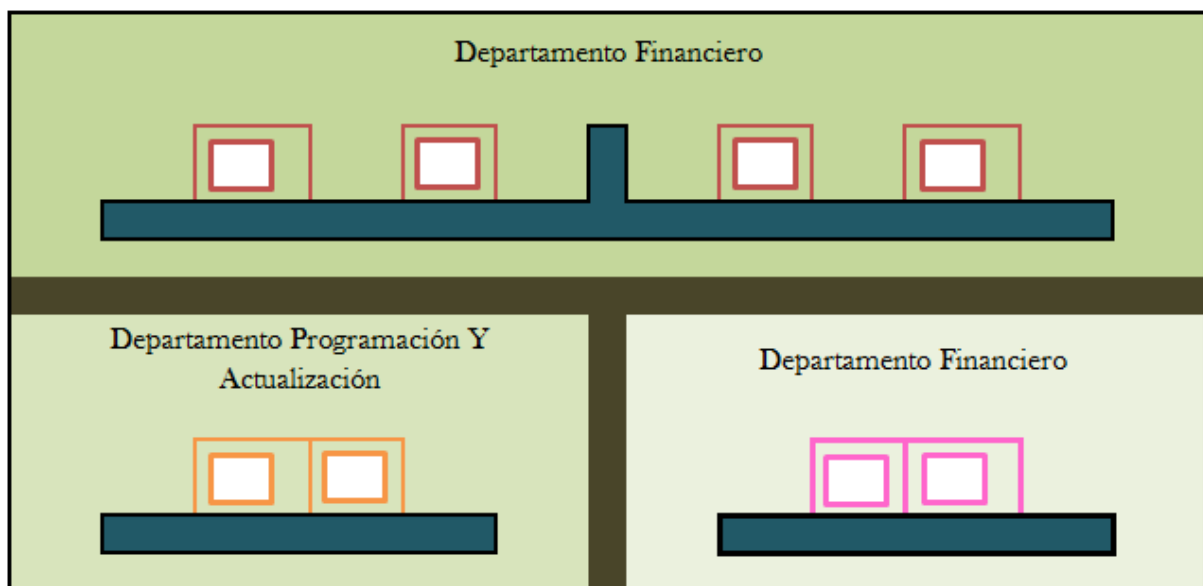 Departamento Financiero
Departamento Programación Y
Actualización
Departamento Financiero